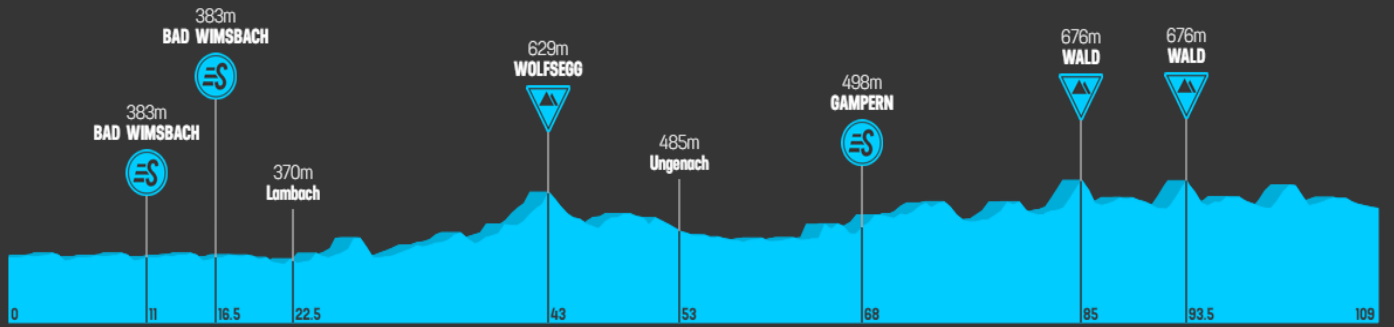 383m
BAD WIMSBACH
S
383m
BAD WIMSBACH
S
370m
Lambach
629m
WOLFSEGG
485m
Ungenach
498m
GAMPERN
S
676m
WALD
676m
WALD
0
11
16.5
22.5
43
53
68
85
93.5
109